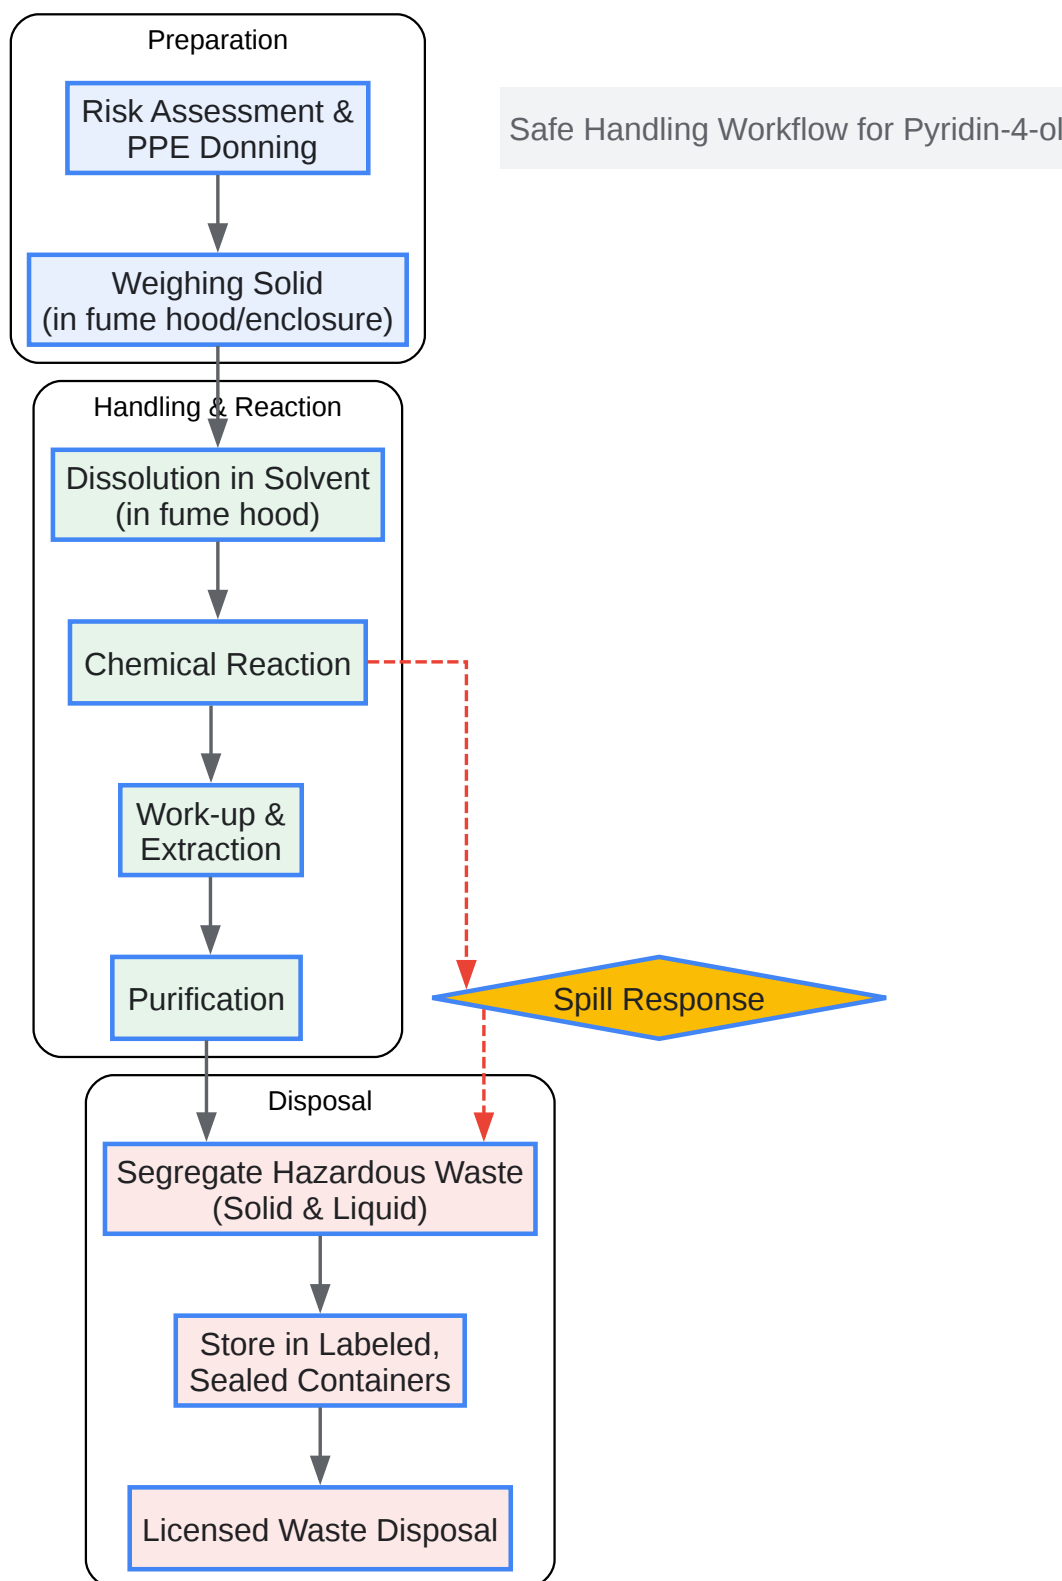 Preparation
Risk Assessment &
PPE Donning
Safe Handling Workflow for Pyridin-4-ol
Weighing Solid
(in fume hood/enclosure)
Handling & Reaction
Dissolution in Solvent
(in fume hood)
Chemical Reaction
Work-up &
Extraction
Purification
Spill Response
Disposal
Segregate Hazardous Waste
(Solid & Liquid)
Store in Labeled,
Sealed Containers
Licensed Waste Disposal